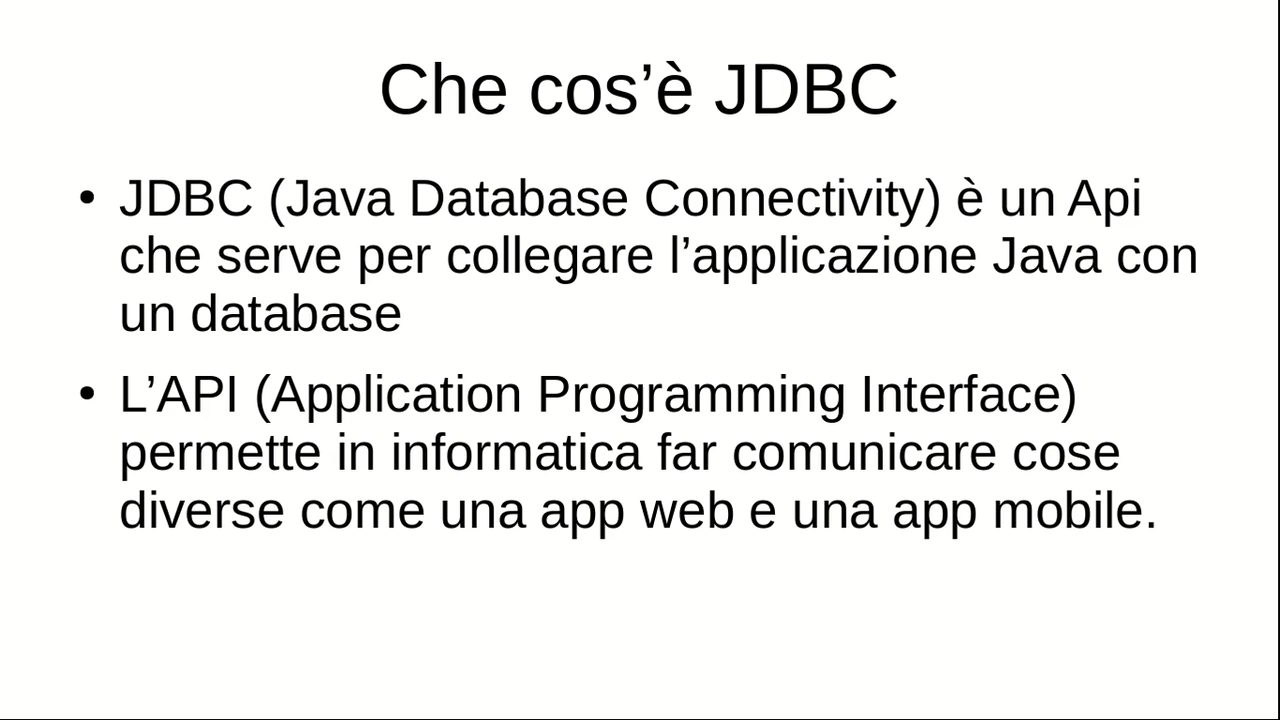 Che cos’è JDBC
• JDBC (Java Database Connectivity) è un Api
che serve per collegare l’applicazione Java con
un database
• L’API (Application Programming Interface)
permette in informatica far comunicare cose
diverse come una app web e una app mobile.